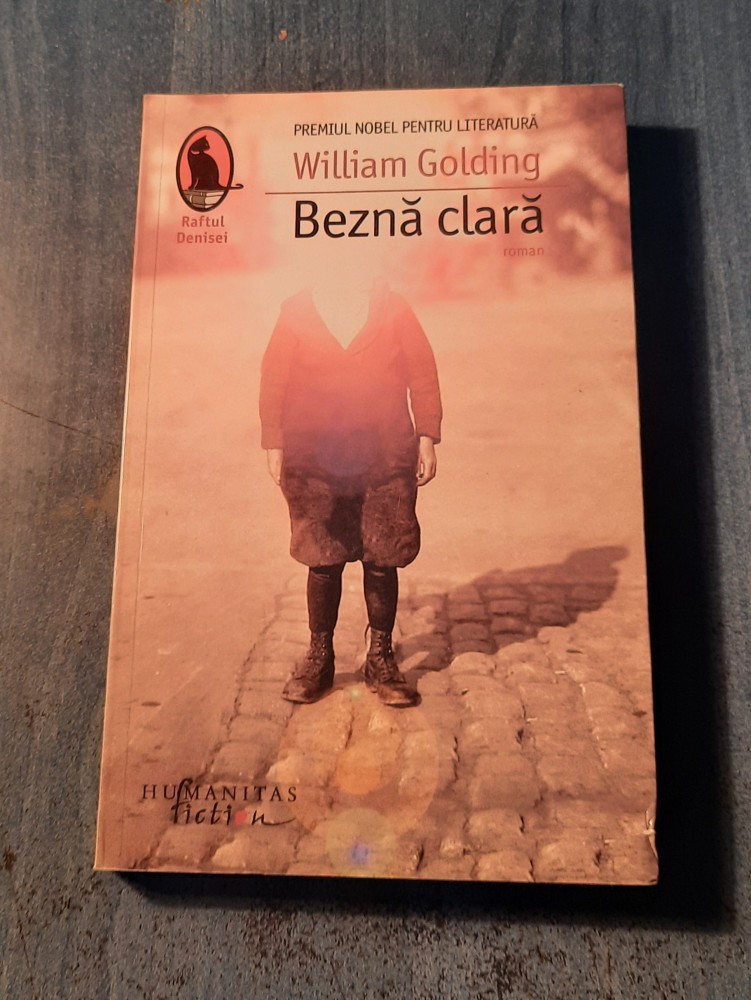 PREMIUL NOBEL PENTRU LITERATURĂ
William Golding
Beznă clară
roman
Raftul
Denisei
HUMANITAS
fiction